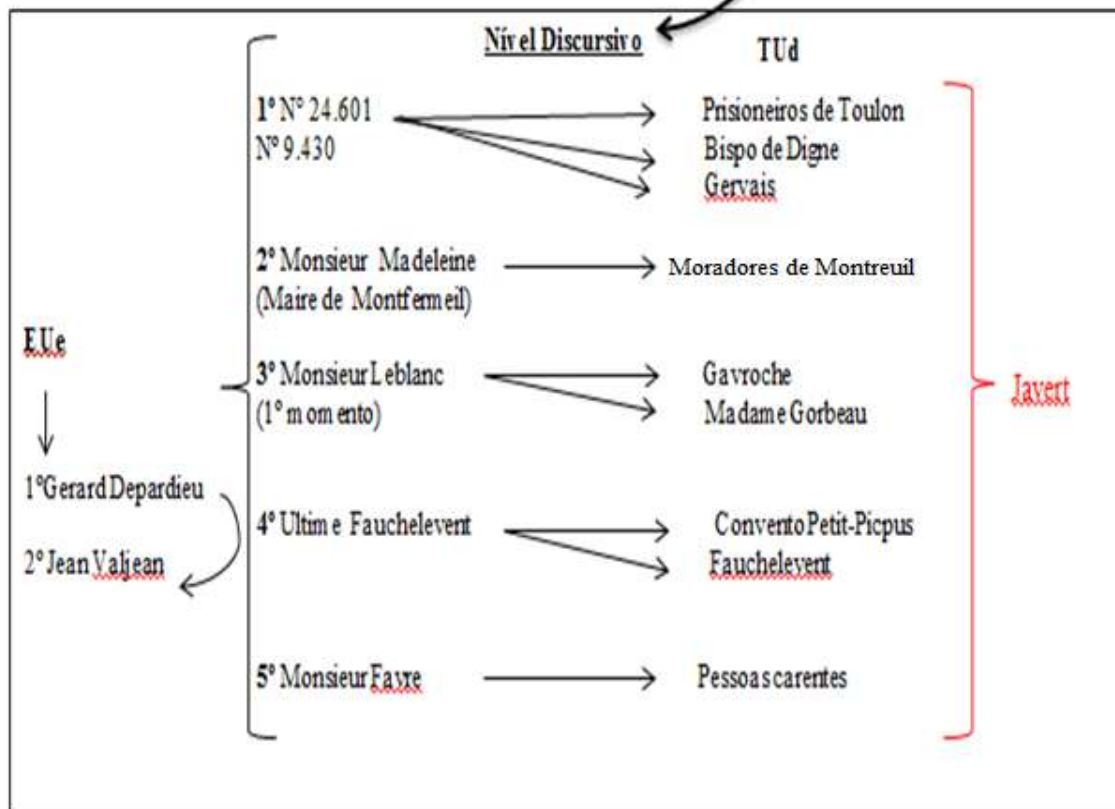 Nível Discursivo
TUd
1º Nº 24.601
Nº 9.430
Prisioneiros de Toulon
Bispo de Digne
Gervais
2º Monsieur Madeleine
(Maire de Montfermeil)
Moradores de Montreuil
EUe
3º Monsieur Leblanc
(1º momento)
Gavroche
Madame Gorbeau
Javert
1ºGerard Depardieu
2º Jean Valjean
4º Ultime Fauchelevent
Convento Petit-Picpus
Fauchelevent
5º Monsieur Favre
Pessoas carentes